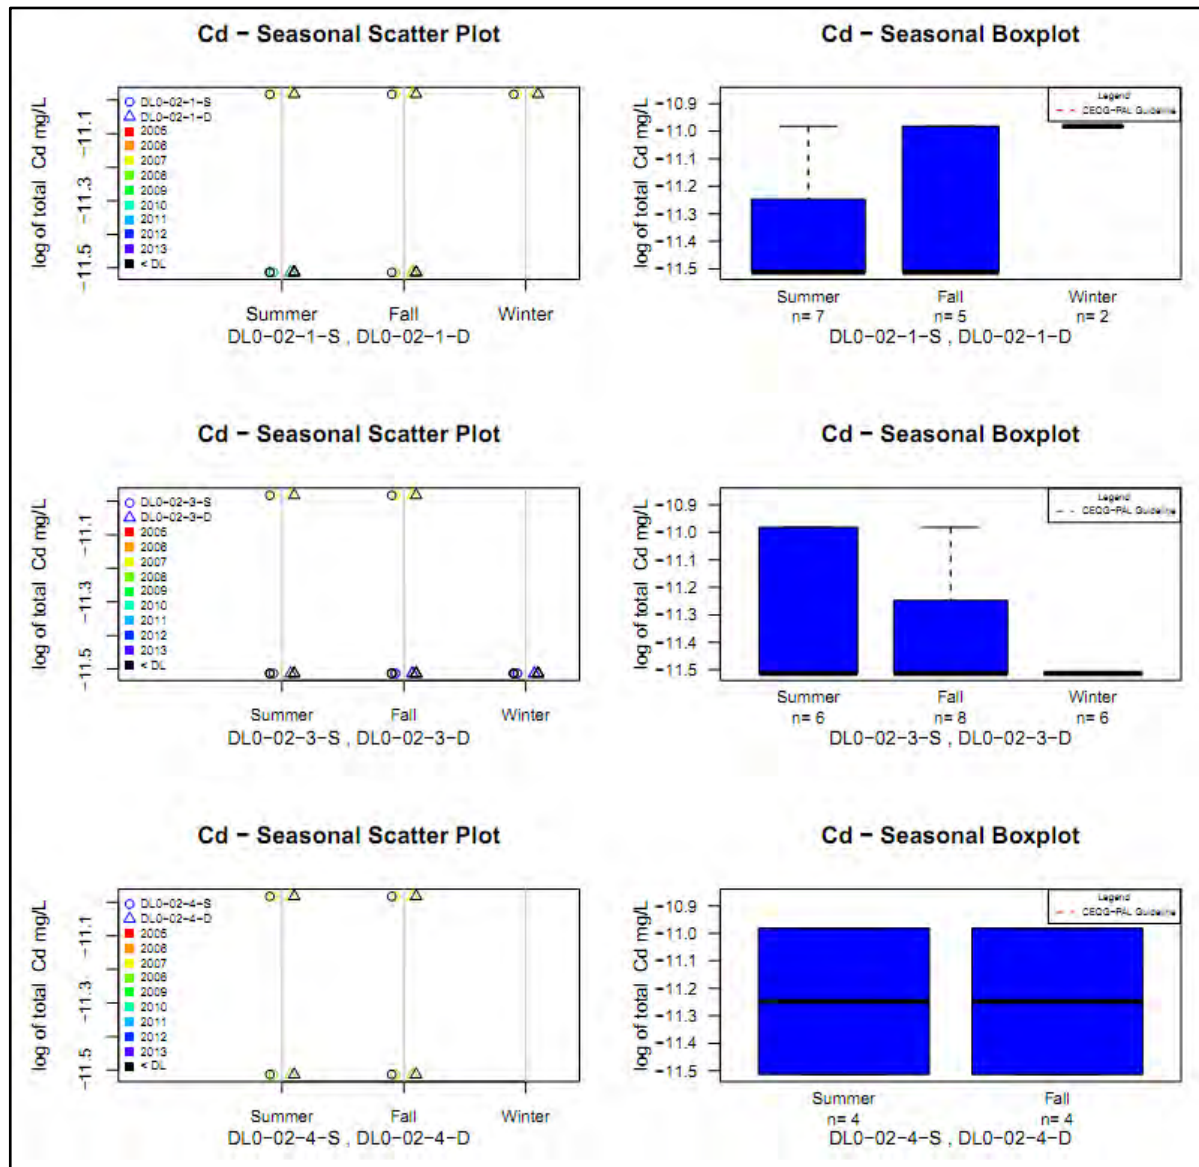 Cd – Seasonal Scatter Plot
log of total Cd mg/L
−11.1
−11.3
−11.5
DL0-02-1-S
DL0-02-1-D
2005
2006
2007
2008
2009
2010
2011
2012
2013
< DL
Summer Fall Winter
DL0-02-1-S , DL0-02-1-D
Cd – Seasonal Boxplot
log of total Cd mg/L
−10.9
−11.0
−11.1
−11.2
−11.3
−11.4
−11.5
Legend
CEQG-PAL Guideline
Summer Fall Winter
n= 7 n= 5 n= 2
DL0-02-1-S , DL0-02-1-D
Cd – Seasonal Scatter Plot
log of total Cd mg/L
−11.1
−11.3
−11.5
DL0-02-3-S
DL0-02-3-D
2005
2006
2007
2008
2009
2010
2011
2012
2013
< DL
Summer Fall Winter
DL0-02-3-S , DL0-02-3-D
Cd – Seasonal Boxplot
log of total Cd mg/L
−10.9
−11.0
−11.1
−11.2
−11.3
−11.4
−11.5
Legend
CEQG-PAL Guideline
Summer Fall Winter
n= 6 n= 8 n= 6
DL0-02-3-S , DL0-02-3-D
Cd – Seasonal Scatter Plot
log of total Cd mg/L
−11.1
−11.3
−11.5
DL0-02-4-S
DL0-02-4-D
2005
2006
2007
2008
2009
2010
2011
2012
2013
< DL
Summer Fall Winter
DL0-02-4-S , DL0-02-4-D
Cd – Seasonal Boxplot
log of total Cd mg/L
−10.9
−11.0
−11.1
−11.2
−11.3
−11.4
−11.5
Legend
CEQG-PAL Guideline
Summer Fall
n= 4 n= 4
DL0-02-4-S , DL0-02-4-D